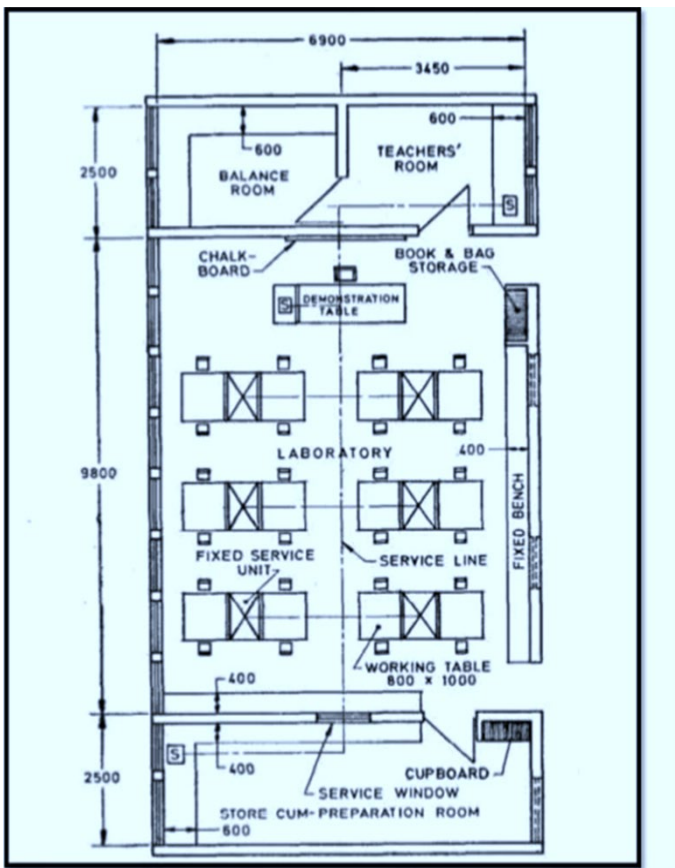 6900
3450
600
2500
600
TEACHERS'
ROOM
BALANCE
ROOM
S
CHALK-
BOARD
BOOK & BAG
STORAGE
S
DEMONSTRATION
TABLE
LABORATORY
400
9800
FIXED BENCH
FIXED SERVICE
UNIT
SERVICE LINE
WORKING TABLE
800 X 1000
400
S
400
2500
CUPBOARD
SERVICE WINDOW
STORE CUM-PREPARATION ROOM
600